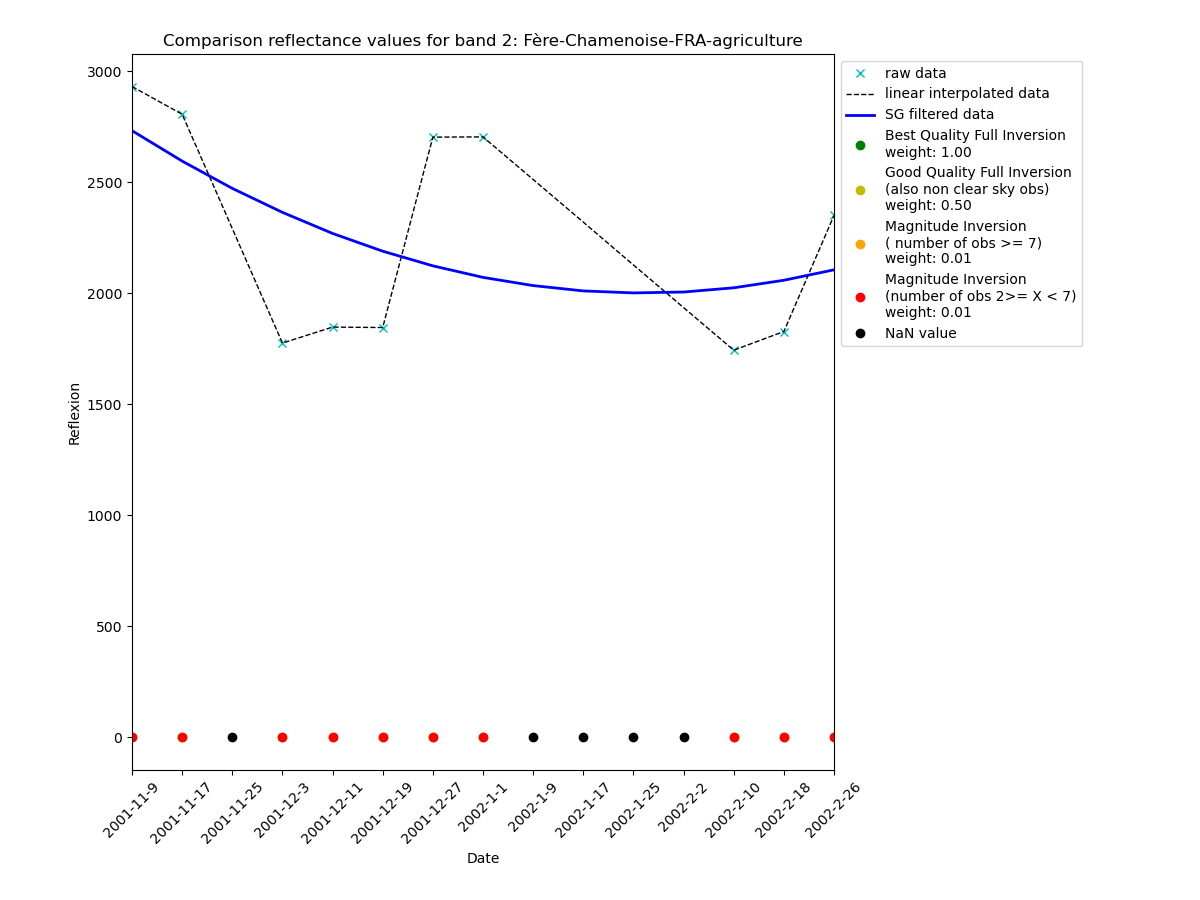 Comparison reflectance values for band 2: Fère-Chamenoise-FRA-agriculture
3000
2500
2000
1500
1000
500
0
Reflexion
2001-11-9
2001-11-17
2001-11-25
2001-12-3
2001-12-11
2001-12-19
2001-12-27
2002-1-1
2002-1-9
2002-1-17
2002-1-25
2002-2-2
2002-2-10
2002-2-18
2002-2-26
Date
raw data
linear interpolated data
SG filtered data
Best Quality Full Inversion
weight: 1.00
Good Quality Full Inversion
(also non clear sky obs)
weight: 0.50
Magnitude Inversion
( number of obs >= 7)
weight: 0.01
Magnitude Inversion
(number of obs 2>= X < 7)
weight: 0.01
NaN value